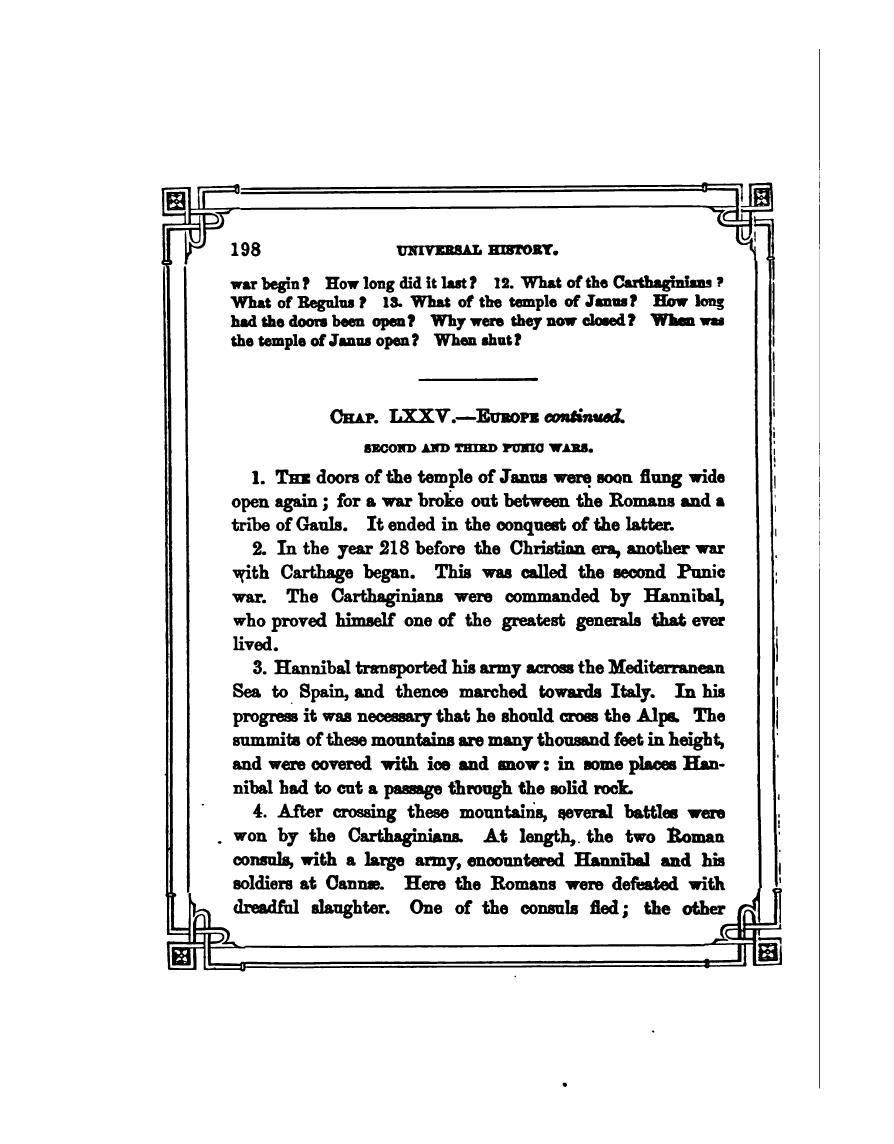 198 UNIVERSAL HISTORY.
war begin? How long did it last? 12. What of the Carthaginians?
What of Regulus? 13. What of the temple of Janus? How long
had the doors been open? Why were they now closed? When was
the temple of Janus open? When shut?
CHAP. LXXV.—EUROPE continued.
SECOND AND THIRD PUNIC WARS.
1. THE doors of the temple of Janus were soon flung wide
open again; for a war broke out between the Romans and a
tribe of Gauls. It ended in the conquest of the latter.
2. In the year 218 before the Christian era, another war
with Carthage began. This was called the second Punic
war. The Carthaginians were commanded by Hannibal,
who proved himself one of the greatest generals that ever
lived.
3. Hannibal transported his army across the Mediterranean
Sea to Spain, and thence marched towards Italy. In his
progress it was necessary that he should cross the Alps. The
summits of these mountains are many thousand feet in height,
and were covered with ice and snow: in some places Han-
nibal had to cut a passage through the solid rock.
4. After crossing these mountains, several battles were
won by the Carthaginians. At length, the two Roman
consuls, with a large army, encountered Hannibal and his
soldiers at Cannæ. Here the Romans were defeated with
dreadful slaughter. One of the consuls fled; the other